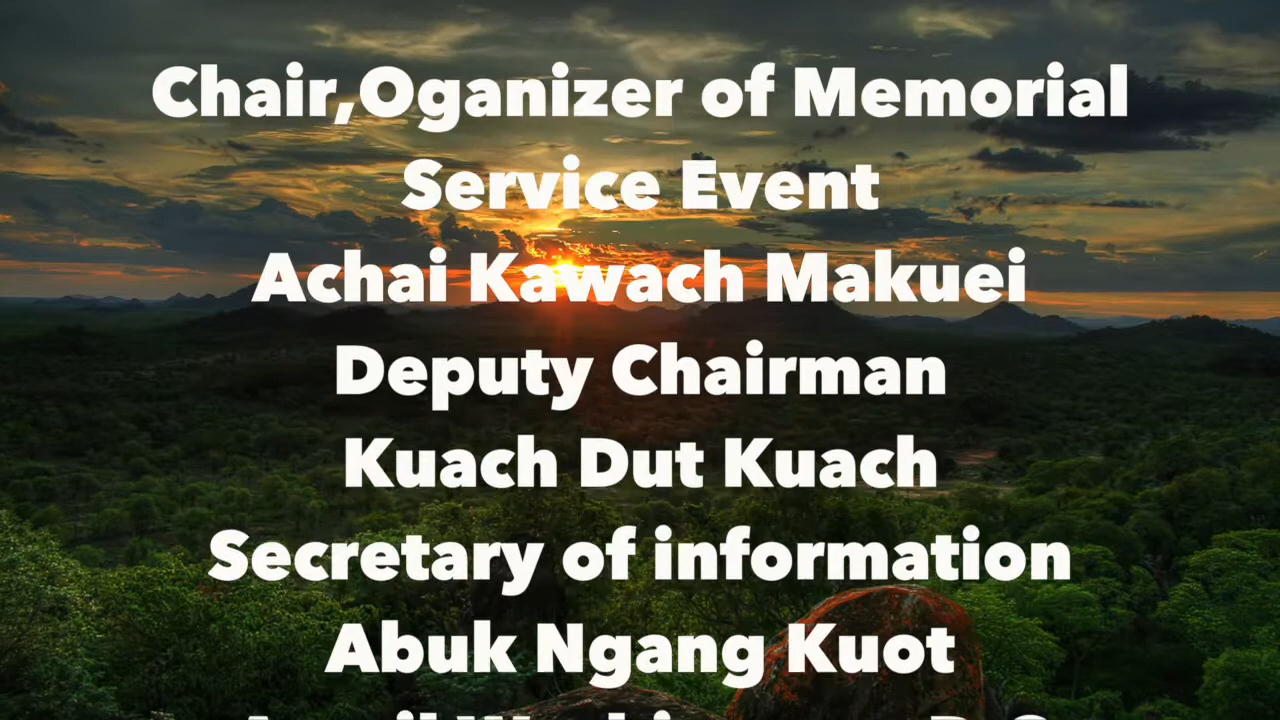 Chair,Oganizer of Memorial
Service Event
Achai Kawach Makuei
Deputy Chairman
Kuach Dut Kuach
Secretary of information
Abuk Ngang Kuot